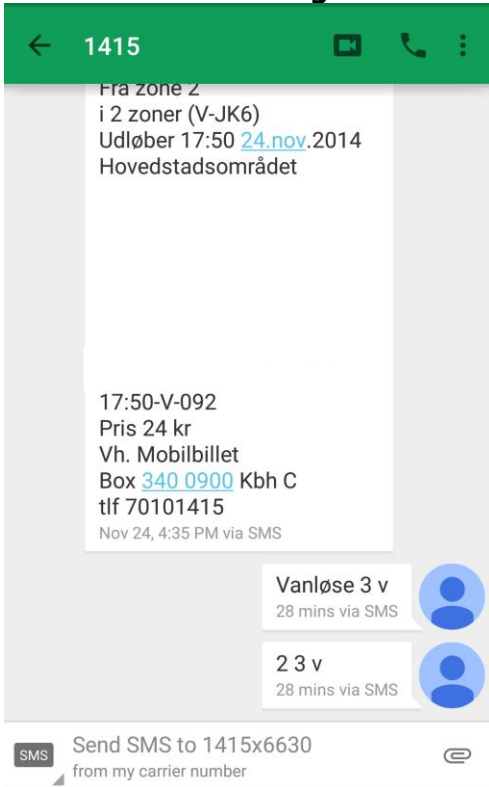 1415
Fra zone 2
i 2 zoner (V-JK6)
Udløber 17:50 24.nov.2014
Hovedstadsområdet
17:50-V-092
Pris 24 kr
Vh. Mobilbillet
Box 340 0900 Kbh C
tlf 70101415
Nov 24, 4:35 PM via SMS
Vanløse 3 v
28 mins via SMS
2 3 v
28 mins via SMS
SMS
Send SMS to 1415x6630
from my carrier number